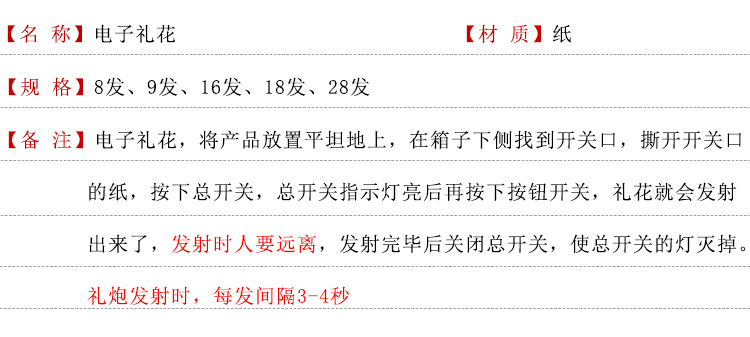 【名 称】电子礼花 【材 质】纸
【规 格】8发、9发、16发、18发、28发
【备 注】电子礼花，将产品放置平坦地上，在箱子下侧找到开关口，撕开开关口
的纸，按下总开关，总开关指示灯亮后再按下按钮开关，礼花就会发射
出来了，发射时人要远离，发射完毕后关闭总开关，使总开关的灯灭掉。
礼炮发射时，每发间隔3-4秒